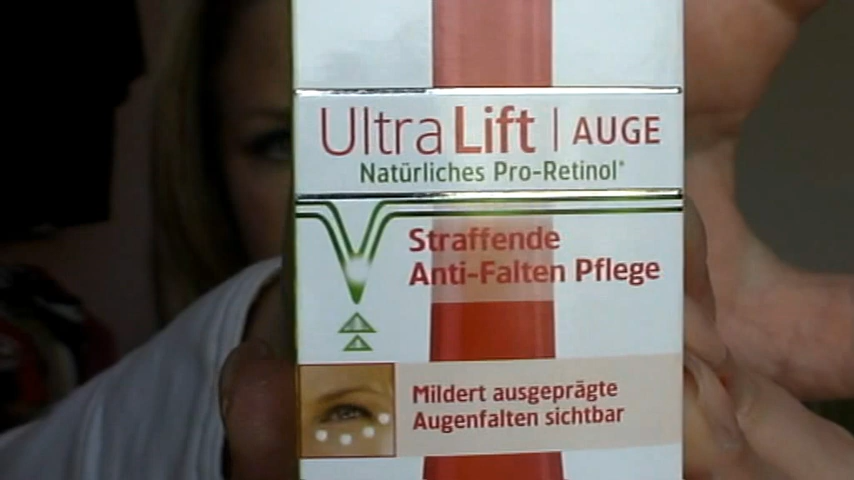 Ultra Lift | AUGE
Natürliches Pro-Retinol*
Straffende
Anti-Falten Pflege
Mildert ausgeprägte
Augenfalten sichtbar